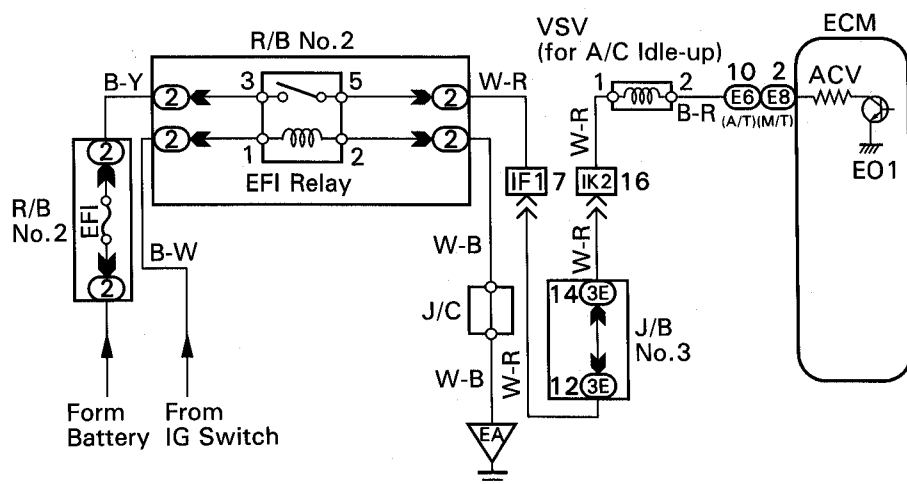 R/B No.2
VSV
(for A/C Idle-up)
ECM
B-Y
2
3
5
2
W-R
1
2
B-R
10
2
E6
E8
(A/T)
(M/T)
ACV
EO1
2
1
2
2
EFI Relay
W-R
IF1
7
IK2
16
R/B
No.2
2
EFI
2
B-W
W-B
W-R
J/C
14
3E
J/B
No.3
12
3E
W-B
W-R
Form
Battery
From
IG Switch
EA